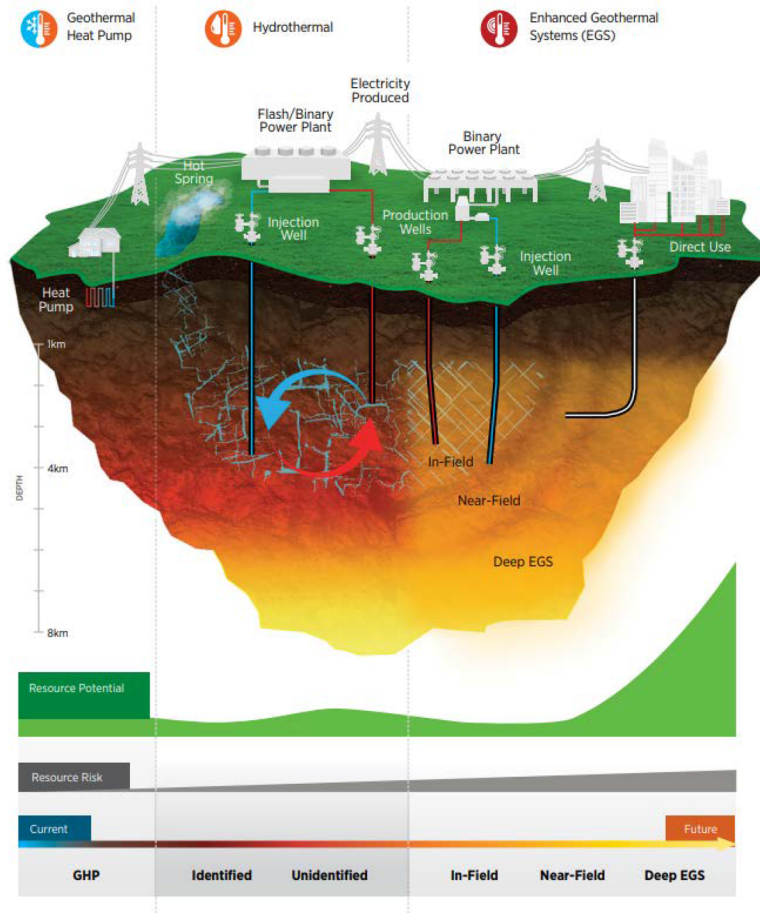 Geothermal
Heat Pump
Hydrothermal
Enhanced Geothermal
Systems (EGS)
Electricity
Produced
Flash/Binary
Power Plant
Binary
Power Plant
Hot
Spring
Injection
Well
Production
Wells
Injection
Well
Direct Use
Heat
Pump
1km
In-Field
4km
DEPTH
Near-Field
Deep EGS
8km
Resource Potential
Resource Risk
Current
Future
GHP
Identified
Unidentified
In-Field
Near-Field
Deep EGS